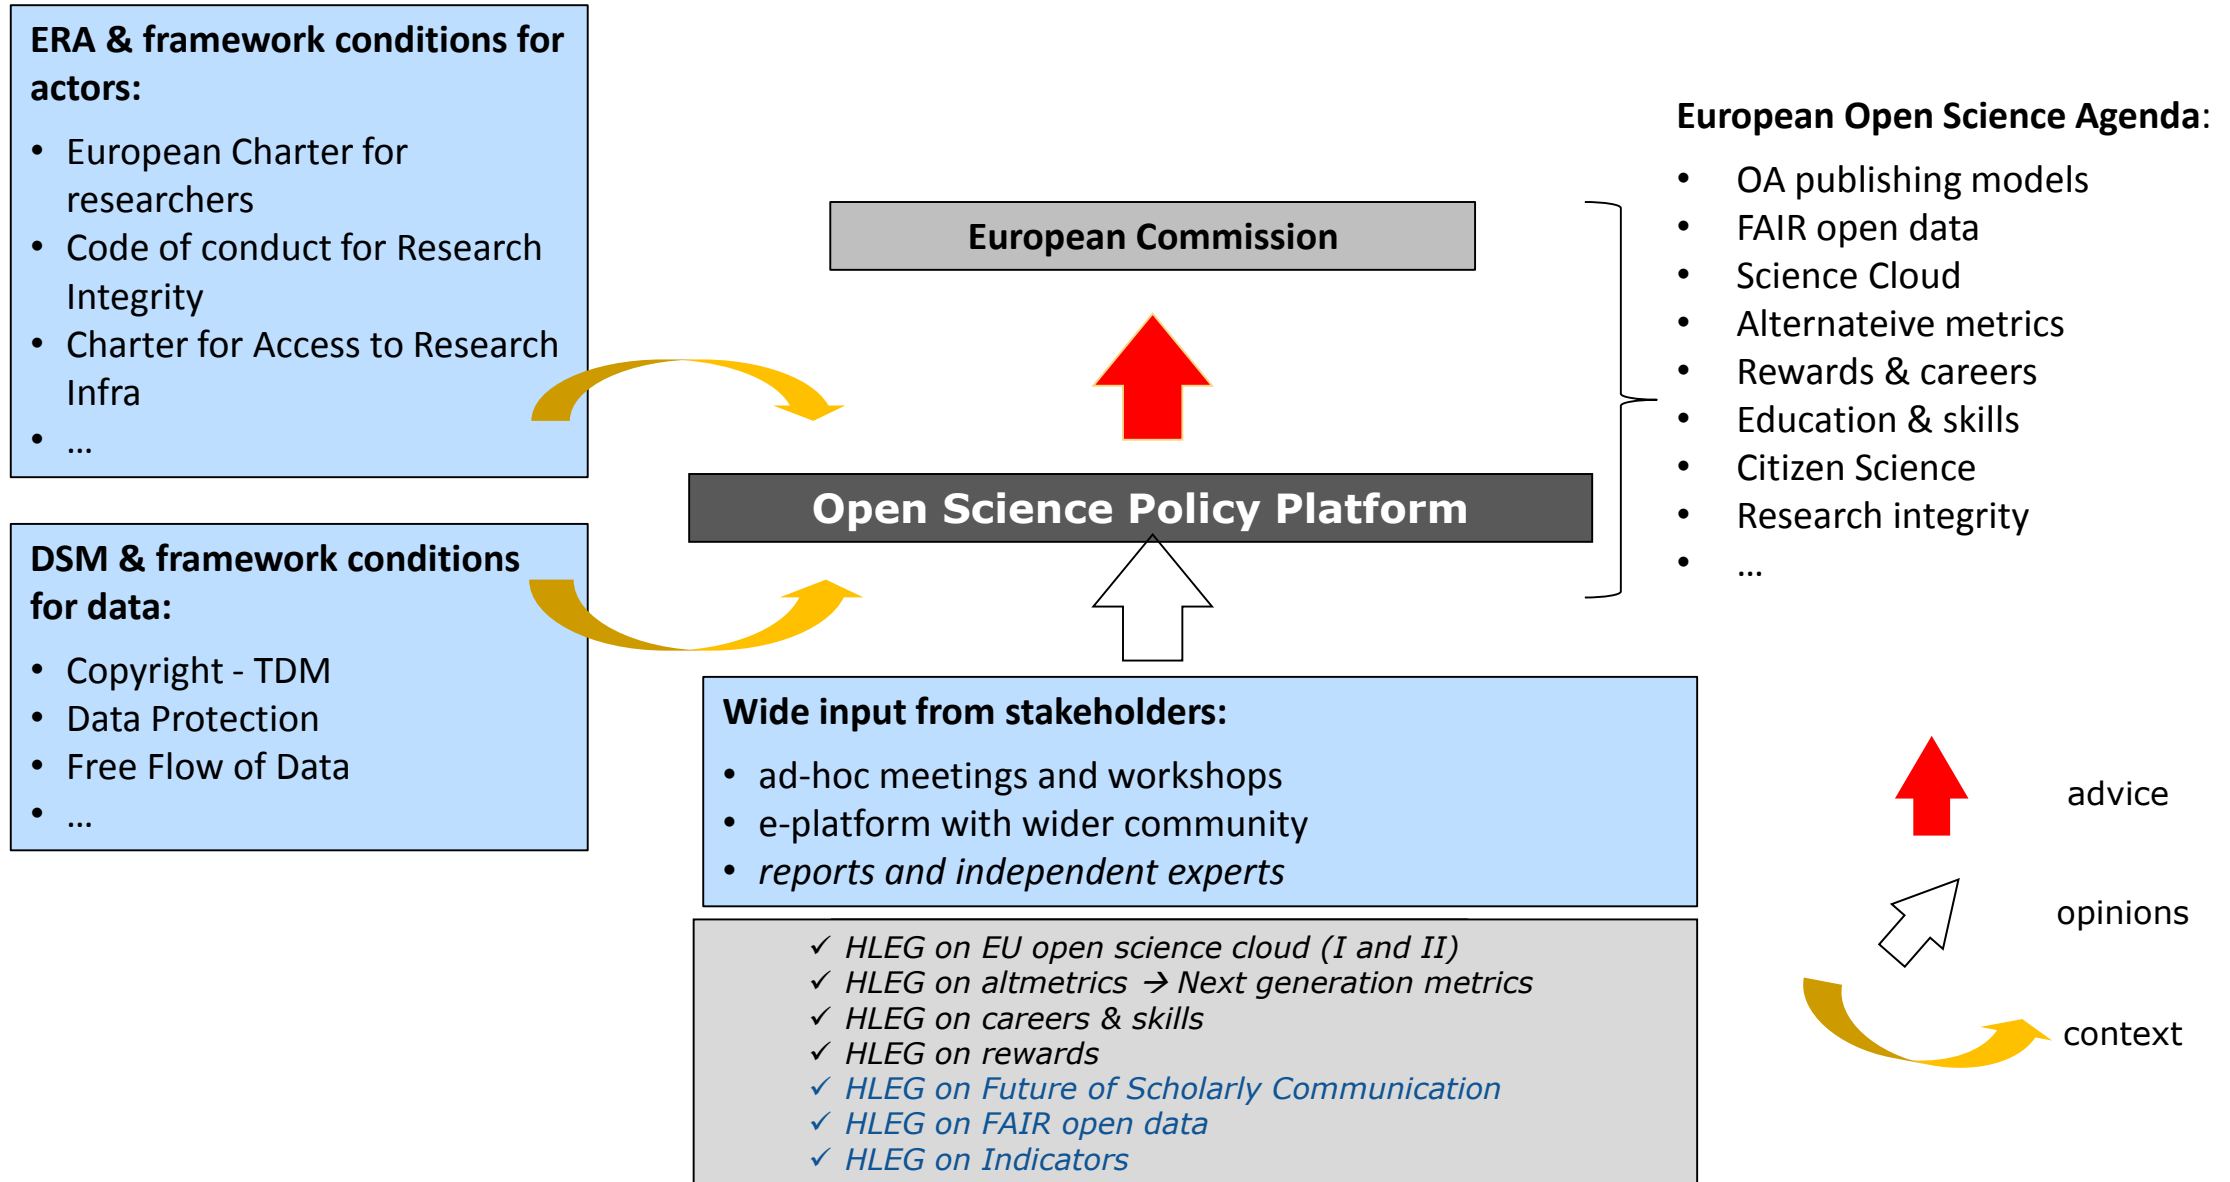 ERA & framework conditions for
actors:
• European Charter for
researchers
• Code of conduct for Research
Integrity
• Charter for Access to Research
Infra
• ...
DSM & framework conditions
for data:
• Copyright - TDM
• Data Protection
• Free Flow of Data
• ...
European Commission
Open Science Policy Platform
Wide input from stakeholders:
• ad-hoc meetings and workshops
• e-platform with wider community
• reports and independent experts
✓ HLEG on EU open science cloud (I and II)
✓ HLEG on altmetrics → Next generation metrics
✓ HLEG on careers & skills
✓ HLEG on rewards
✓ HLEG on Future of Scholarly Communication
✓ HLEG on FAIR open data
✓ HLEG on Indicators
European Open Science Agenda:
• OA publishing models
• FAIR open data
• Science Cloud
• Alternateive metrics
• Rewards & careers
• Education & skills
• Citizen Science
• Research integrity
• ...
advice
opinions
context